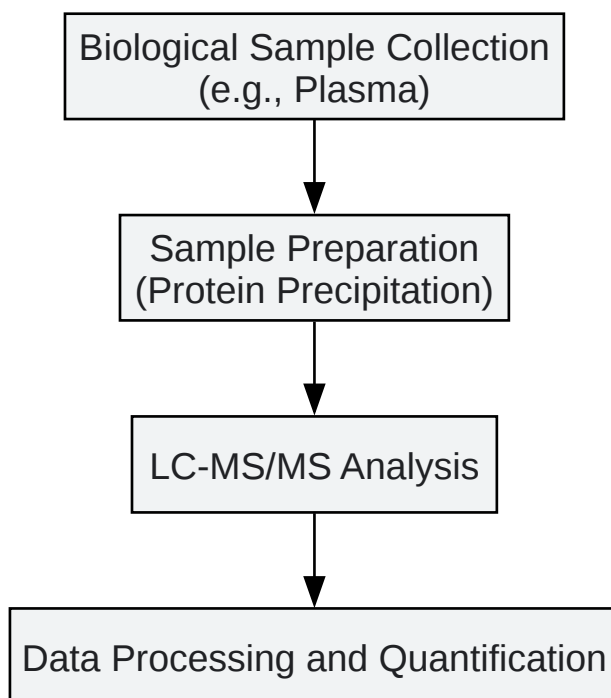 Biological Sample Collection
(e.g., Plasma)
Sample Preparation
(Protein Precipitation)
LC-MS/MS Analysis
Data Processing and Quantification